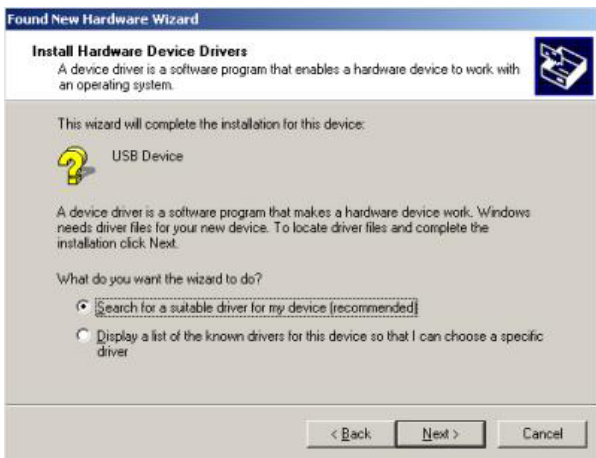 Found New Hardware Wizard
Install Hardware Device Drivers
A device driver is a software program that enables a hardware device to work with
an operating system.
This wizard will complete the installation for this device:
USB Device
A device driver is a software program that makes a hardware device work. Windows
needs driver files for your new device. To locate driver files and complete the
installation click Next.
What do you want the wizard to do?
Search for a suitable driver for my device (recommended)
Display a list of the known drivers for this device so that I can choose a specific
driver
< Back Next > Cancel